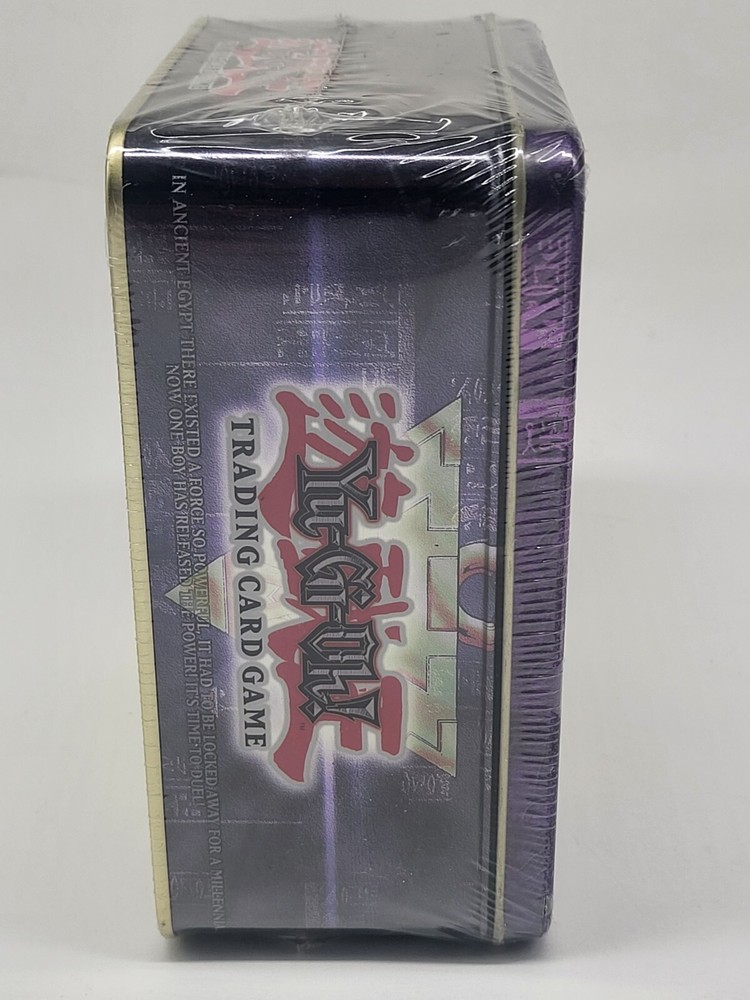 Yu-Gi-Oh!
TRADING CARD GAME
IN ANCIENT EGYPT THERE EXISTED A FORCE SO POWERFUL, IT HAD TO BE LOCKED AWAY FOR A MILLENNIA
NOW ONE BOY HAS RELEASED THE POWER! IT'S TIME TO DUEL!